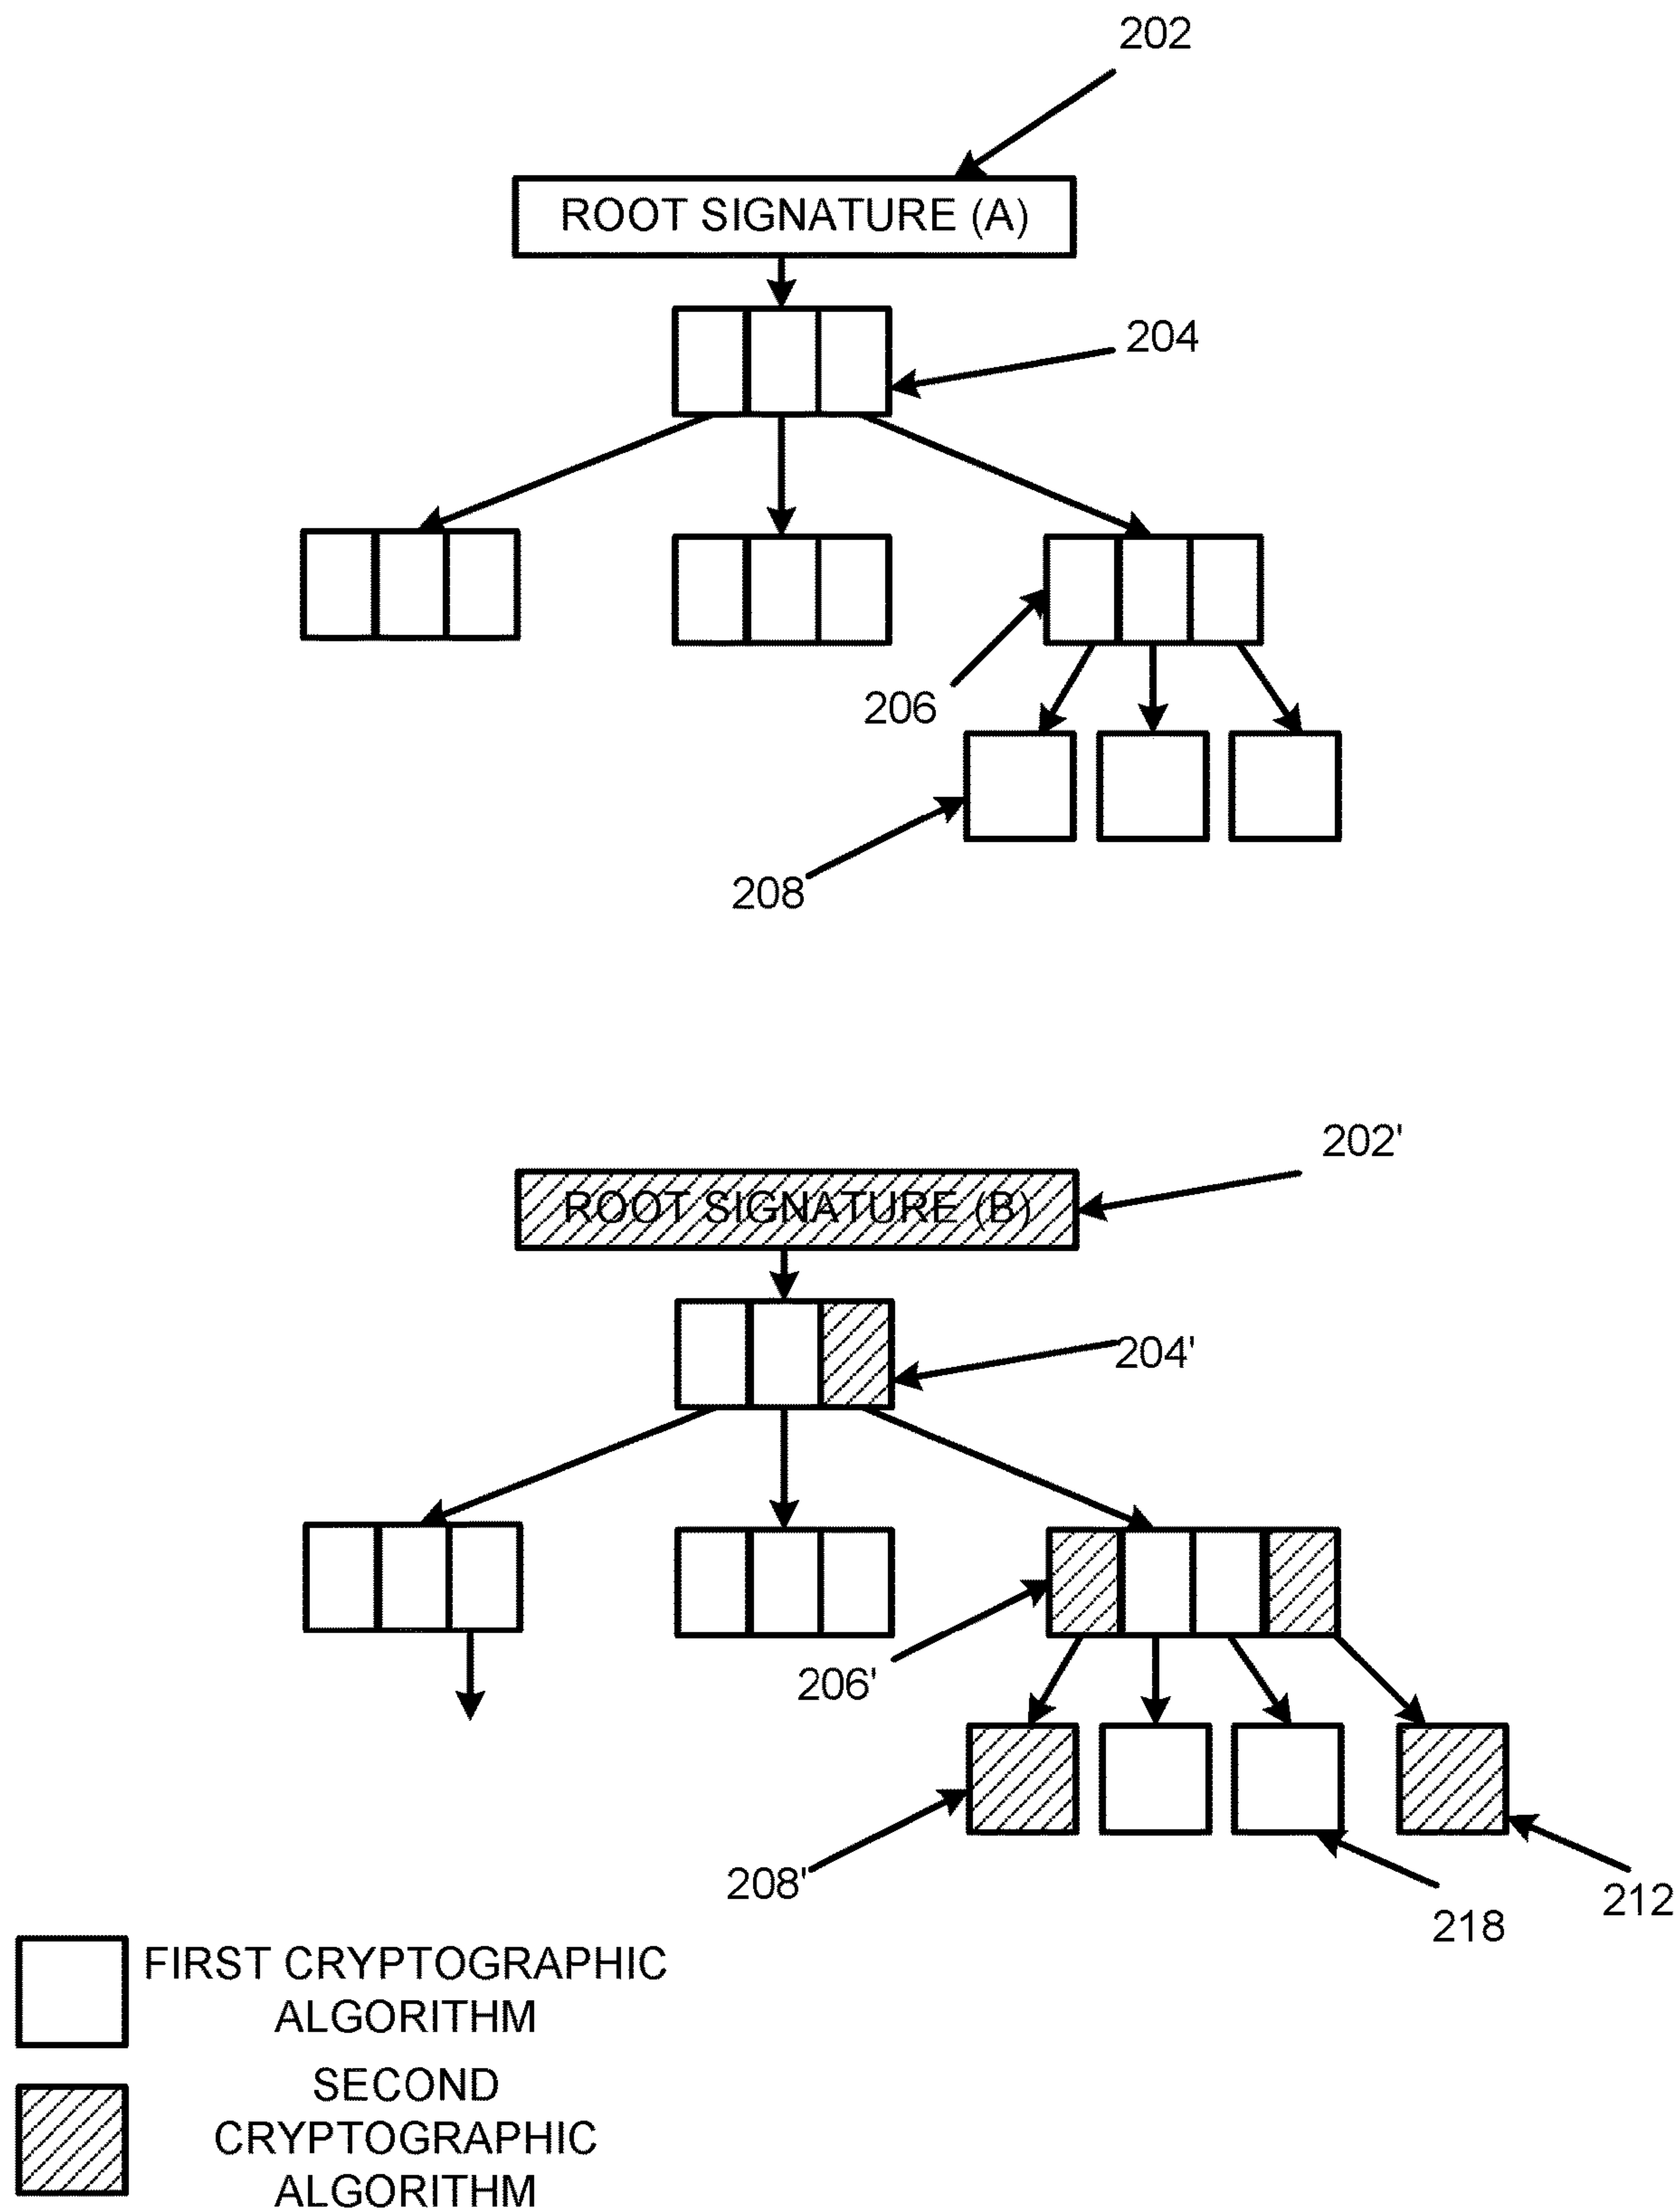 202
ROOT SIGNATURE (A)
204
206
208
202'
ROOT SIGNATURE (B)
204'
206'
208'
218
212
FIRST CRYPTOGRAPHIC
ALGORITHM
SECOND
CRYPTOGRAPHIC
ALGORITHM